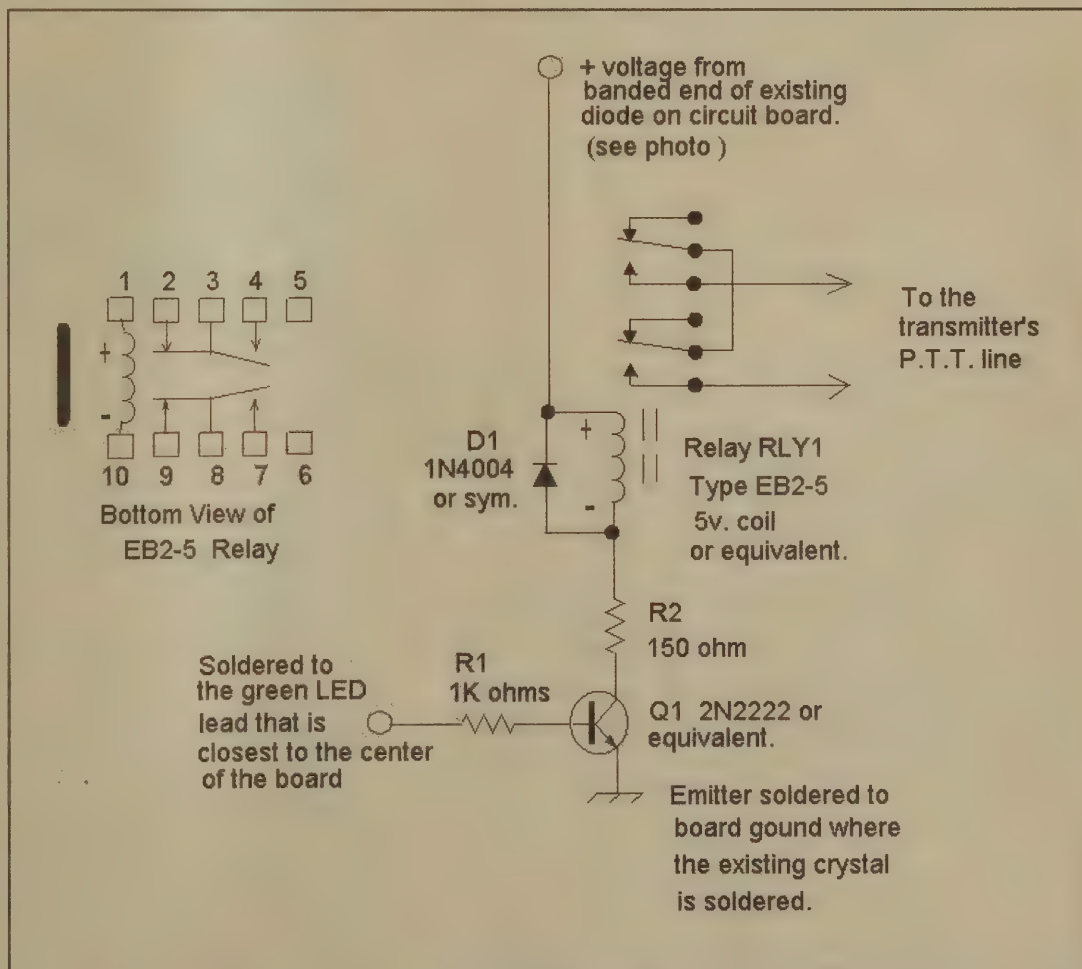 + voltage from
banded end of existing
diode on circuit board.
(see photo )
1 2 3 4 5
+
-
10 9 8 7 6
Bottom View of
EB2-5 Relay
To the
transmitter's
P.T.T. line
D1
1N4004
or sym.
+
-
Relay RLY1
Type EB2-5
5v. coil
or equivalent.
R2
150 ohm
Soldered to
the green LED
lead that is
closest to the center
of the board
R1
1K ohms
Q1 2N2222 or
equivalent.
Emitter soldered to
board gound where
the existing crystal
is soldered.